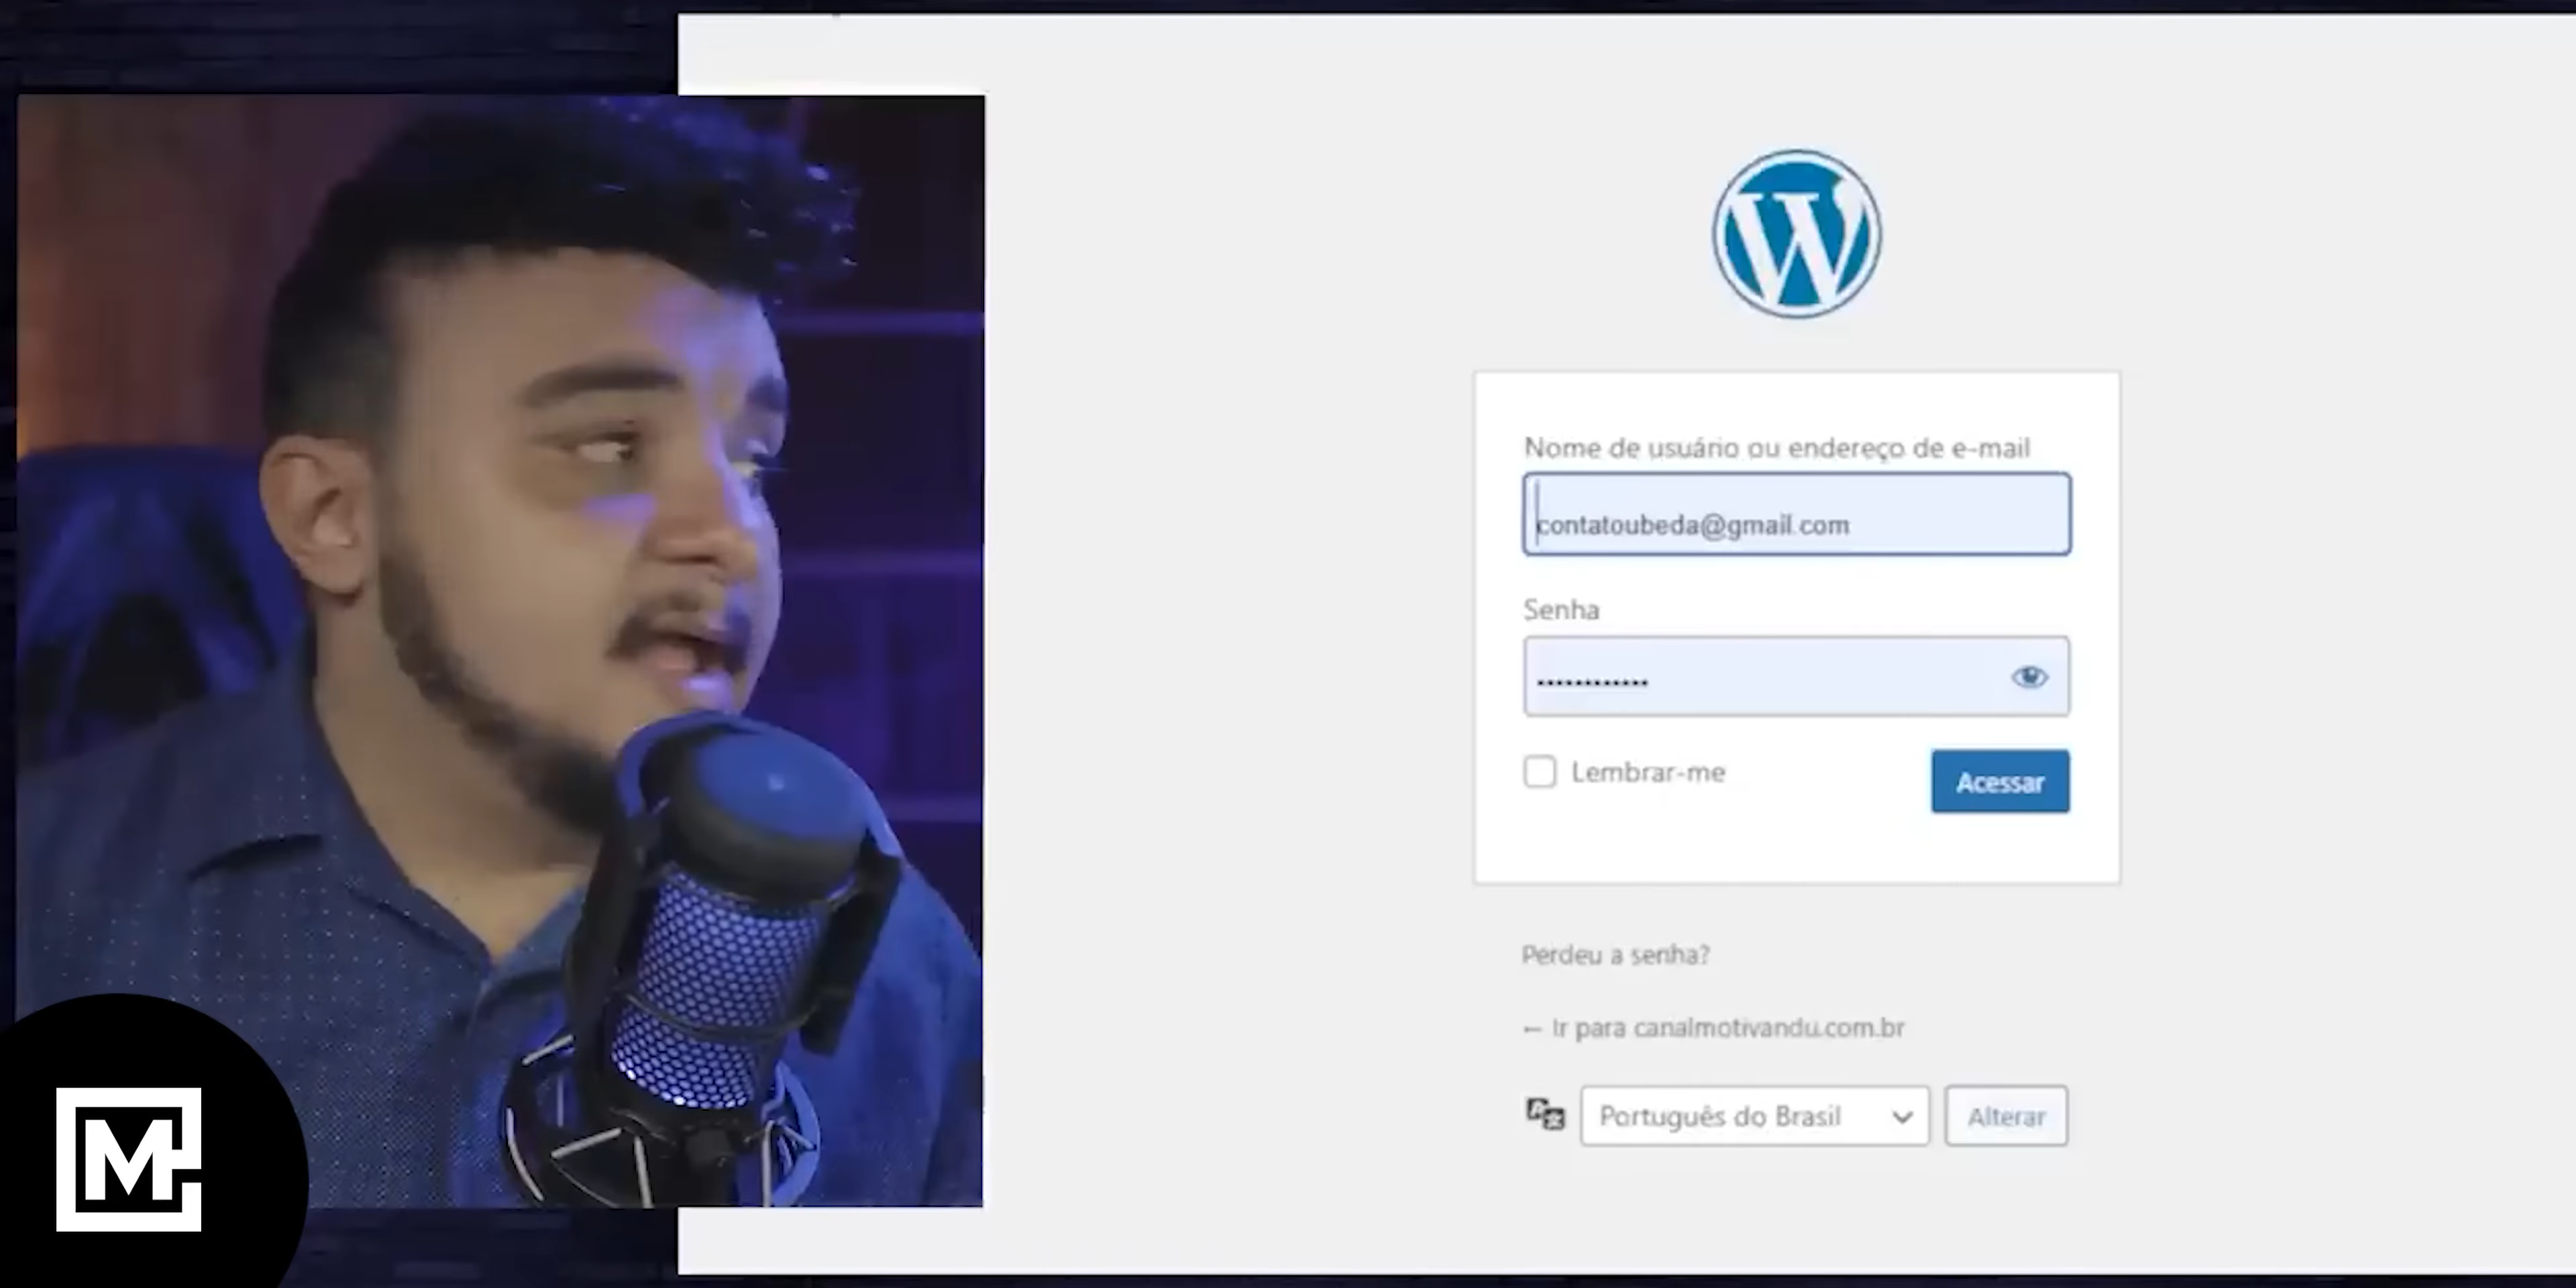 Nome de usuário ou endereço de e-mail
contatoubeda@gmail.com
Senha
Lembrar-me
Acessar
Perdeu a senha?
← Ir para canalmotivandu.com.br
Português do Brasil
Alterar
M